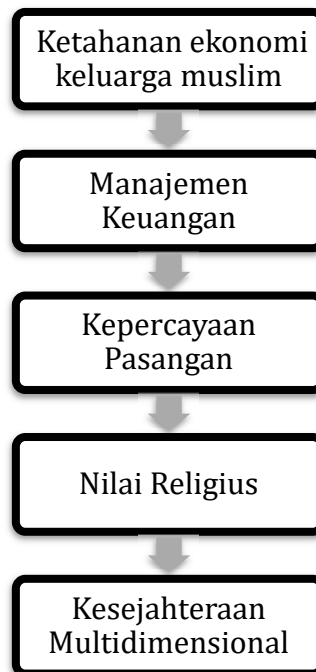 Ketahanan ekonomi
keluarga muslim
Manajemen
Keuangan
Kepercayaan
Pasangan
Nilai Religius
Kesejahteraan
Multidimensional